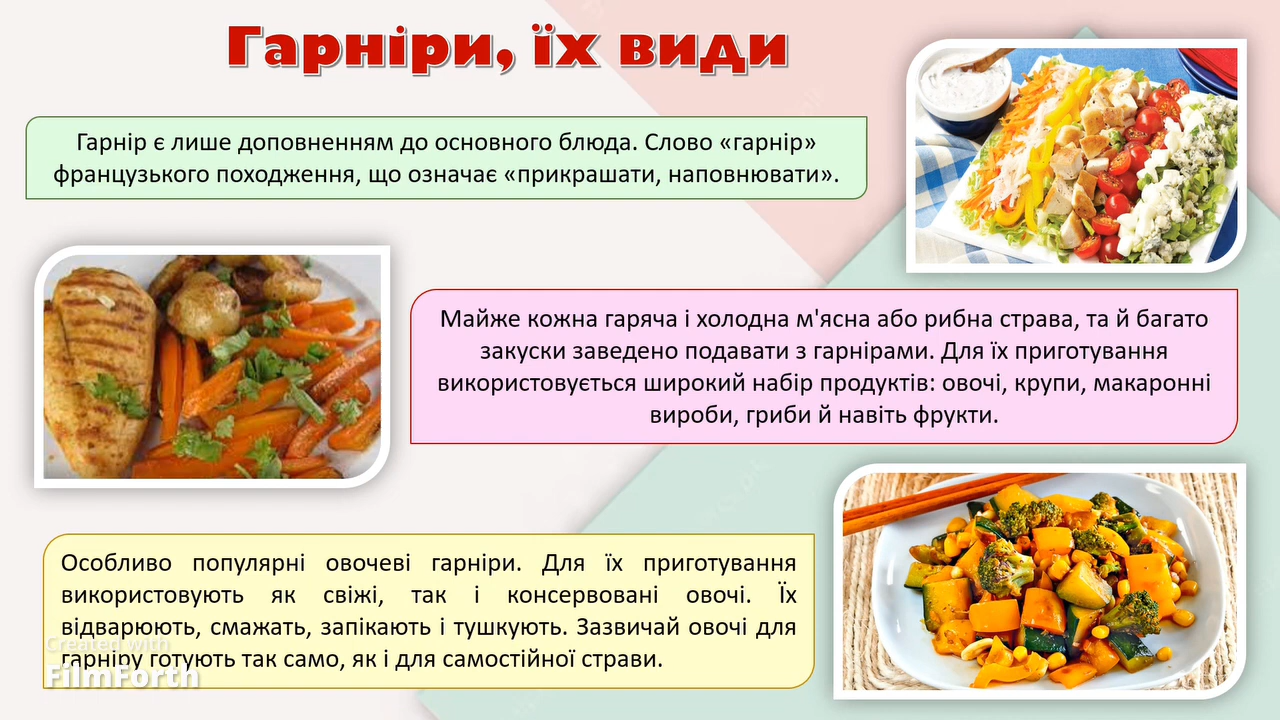 Гарніри, їх види
Гарнір є лише доповненням до основного блюда. Слово «гарнір»
французького походження, що означає «прикрашати, наповнювати».
Майже кожна гаряча і холодна м'ясна або рибна страва, та й багато
закуски заведено подавати з гарнірами. Для їх приготування
використовується широкий набір продуктів: овочі, крупи, макаронні
вироби, гриби й навіть фрукти.
Особливо популярні овочеві гарніри. Для їх приготування
використовують як свіжі, так і консервовані овочі. Їх
відварюють, смажать, запікають і тушкують. Зазвичай овочі для
гарніру готують так само, як і для самостійної страви.
Created with
FilmForth